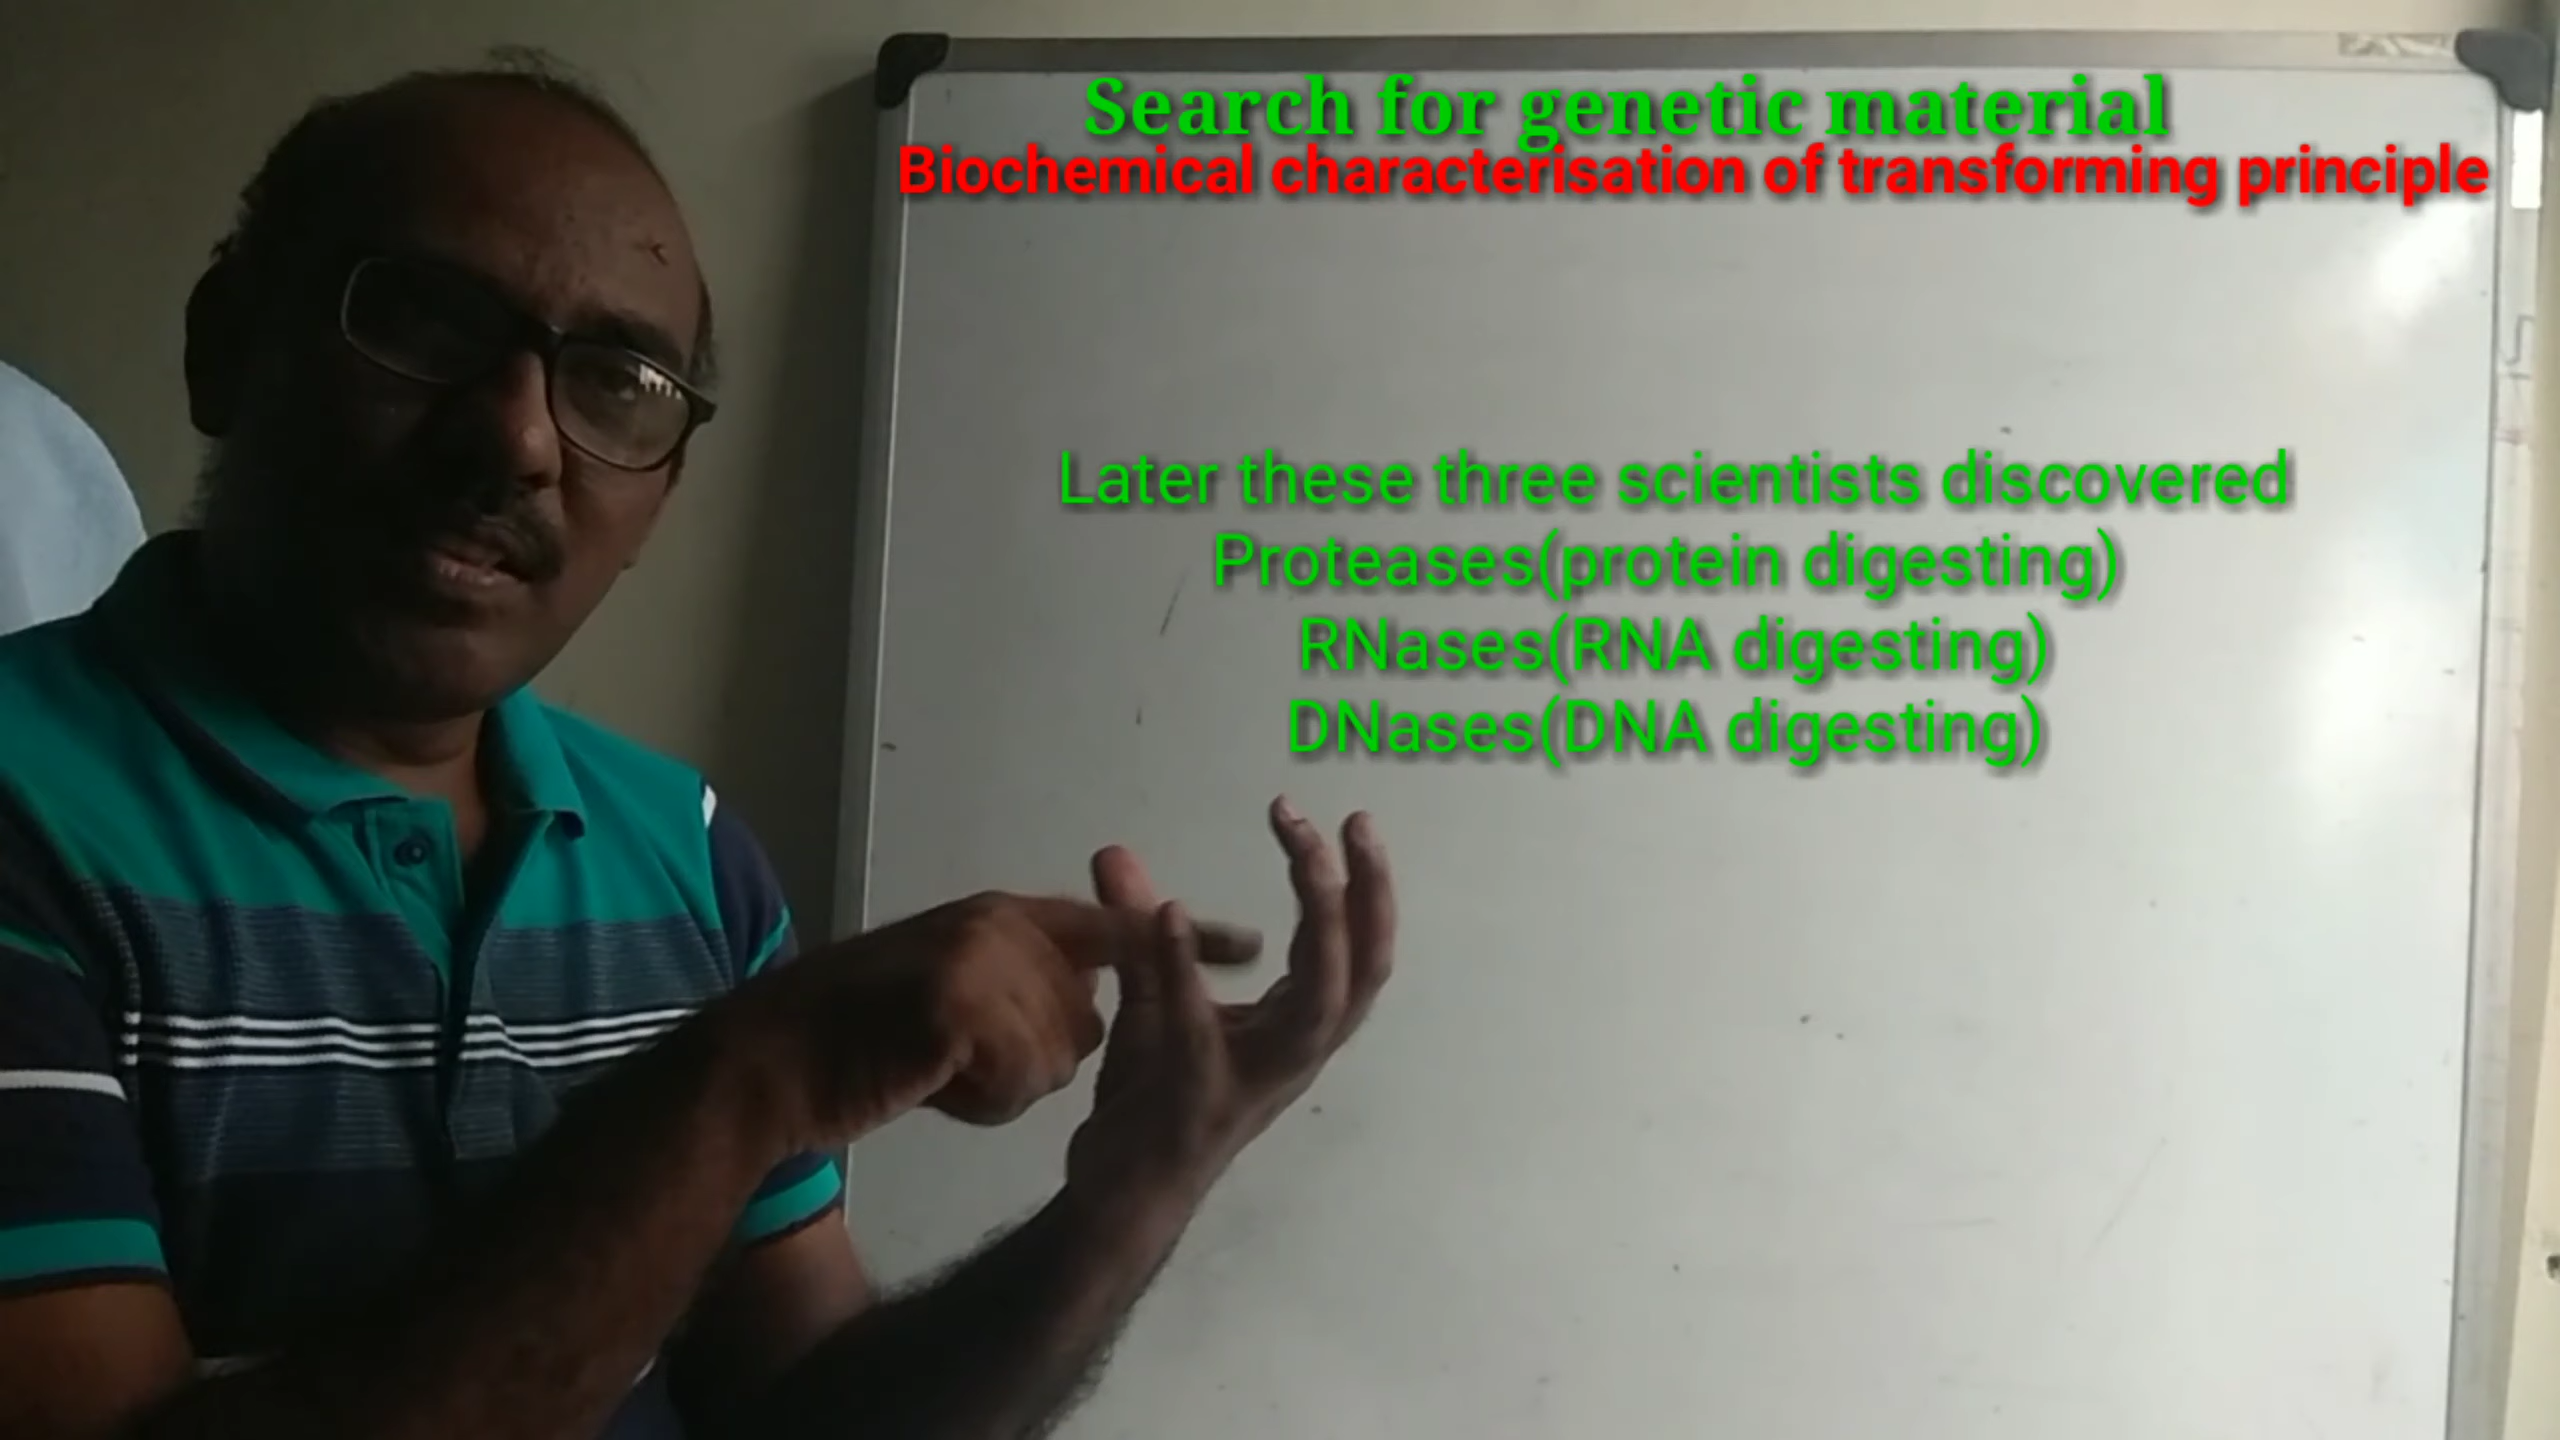 Search for genetic material
Biochemical characterisation of transforming principle
Later these three scientists discovered
Proteases(protein digesting)
RNases(RNA digesting)
DNases(DNA digesting)